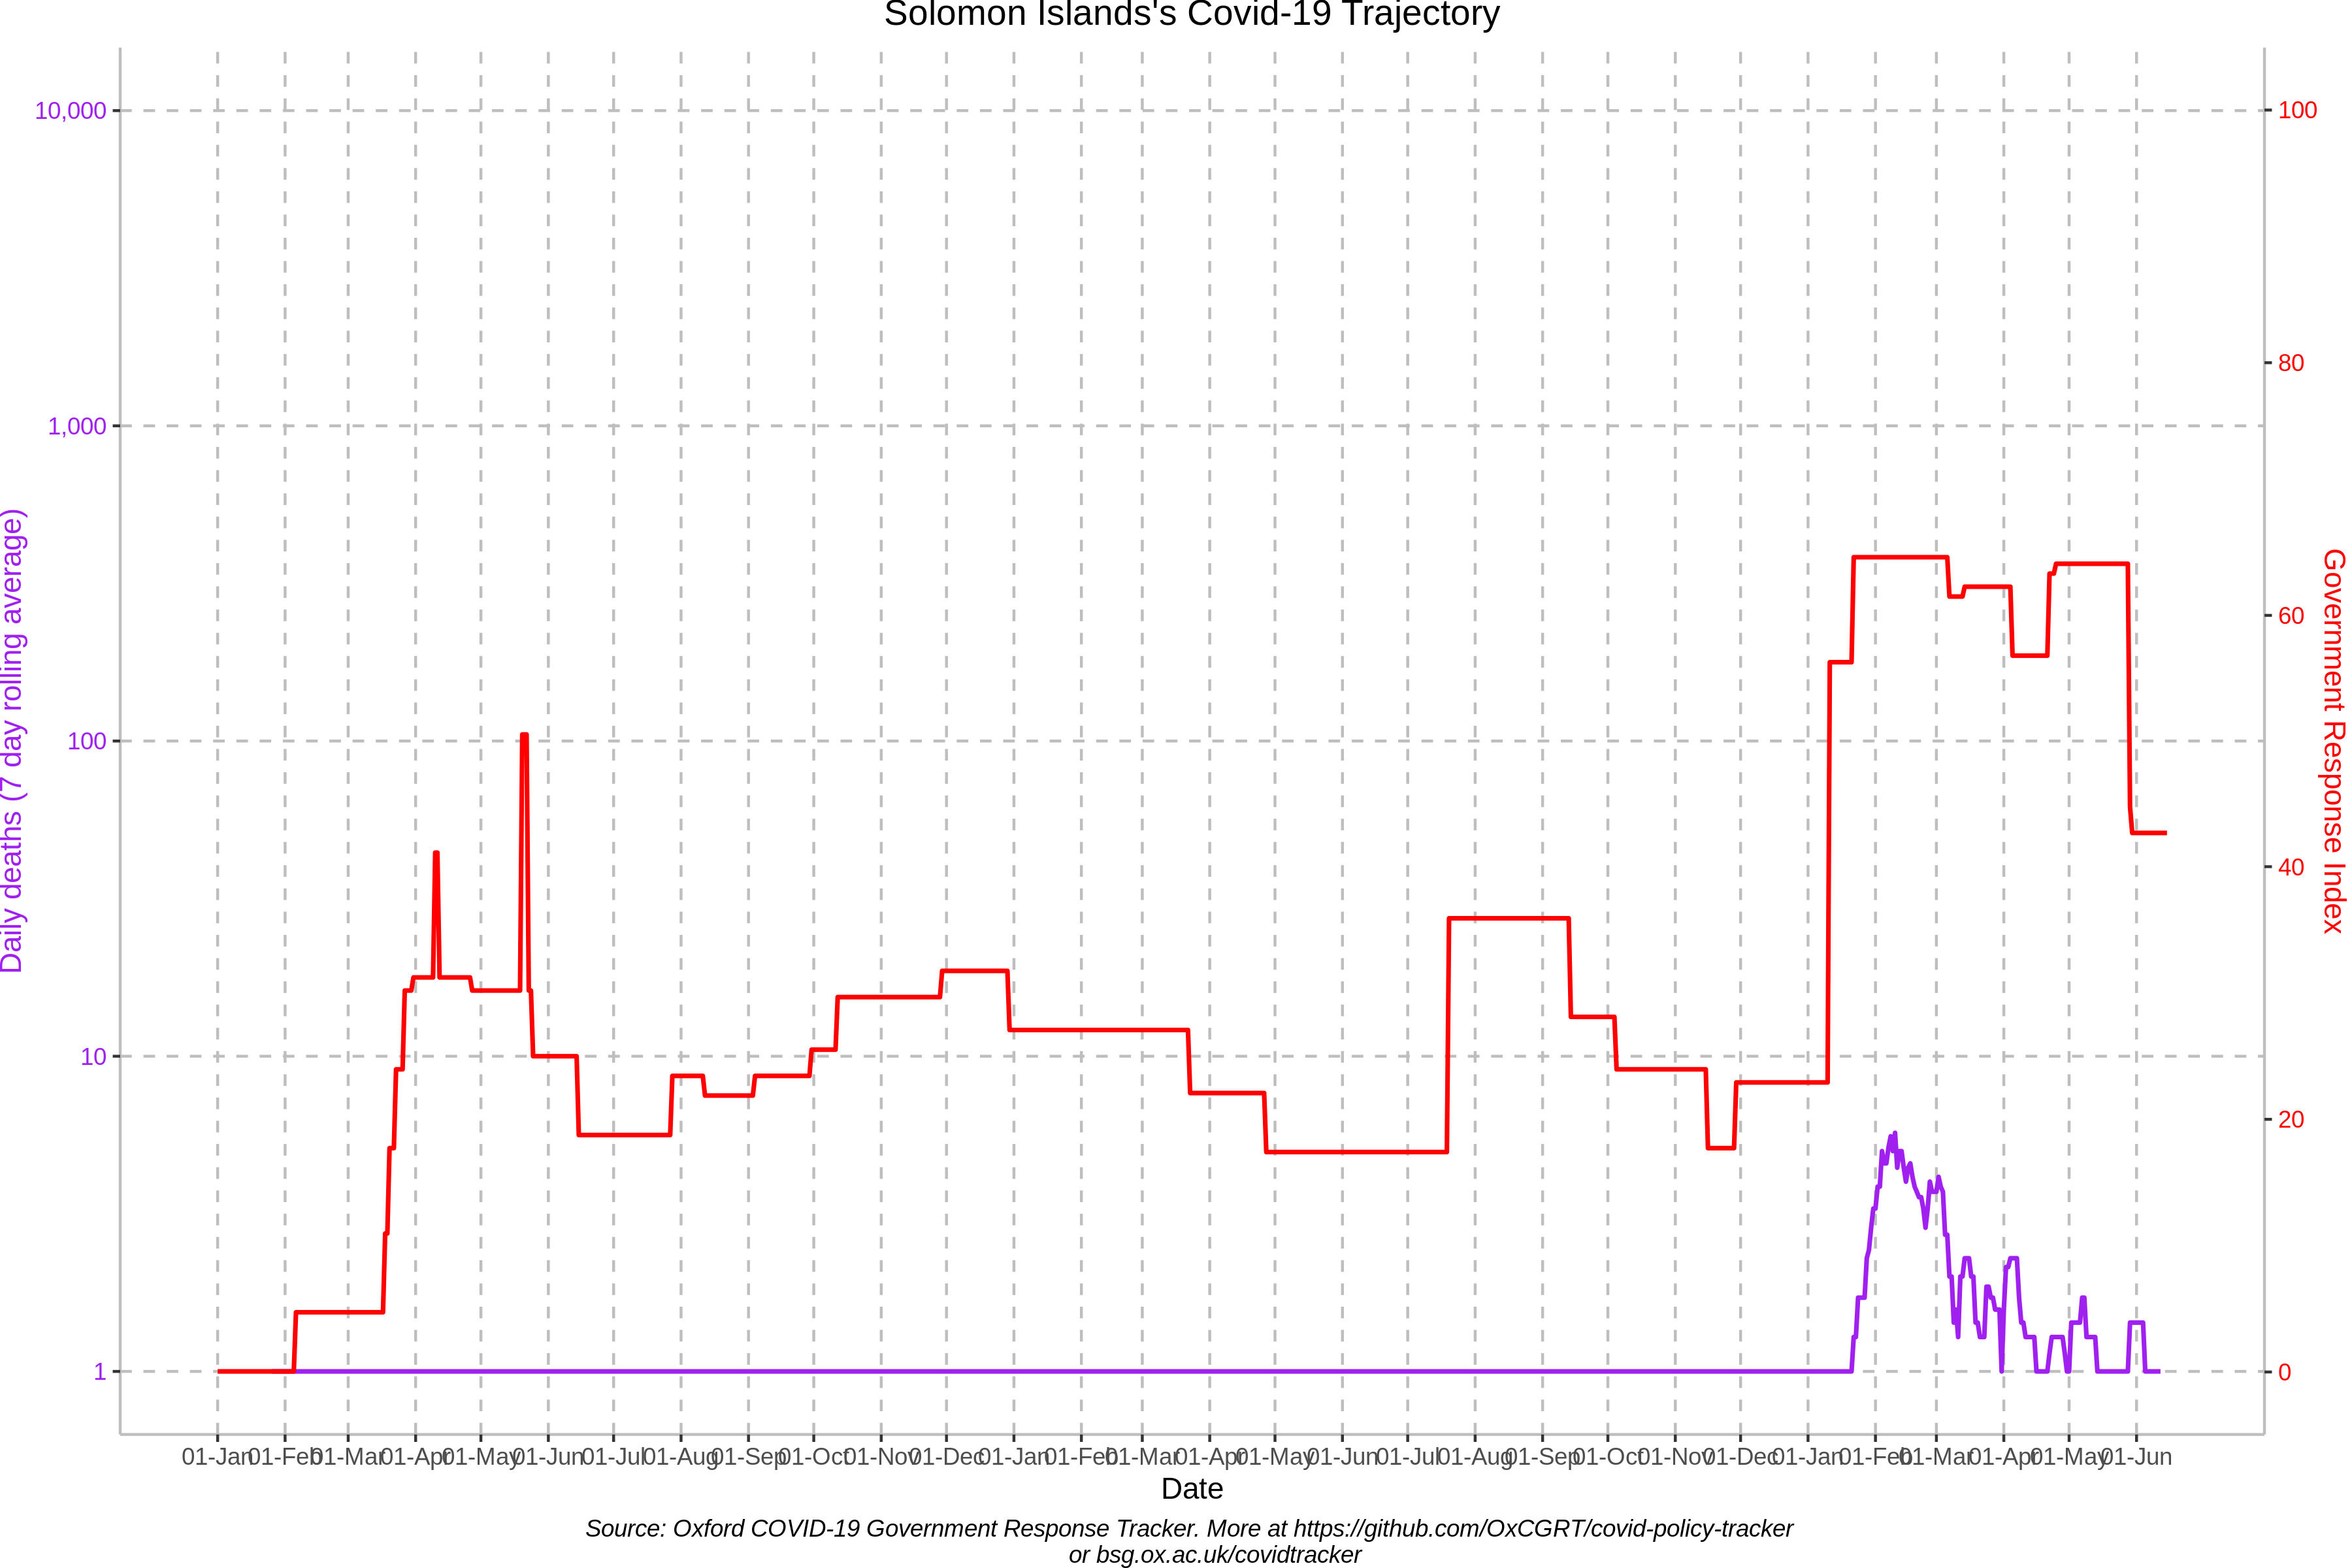 Solomon Islands's Covid-19 Trajectory
10,000
1,000
100
10
1
Daily deaths (7 day rolling average)
100
80
60
40
20
0
Government Response Index
01-Jan 01-Feb 01-Mar 01-Apr 01-May 01-Jun 01-Jul 01-Aug 01-Sep 01-Oct 01-Nov 01-Dec 01-Jan 01-Feb 01-Mar 01-Apr 01-May 01-Jun 01-Jul 01-Aug 01-Sep 01-Oct 01-Nov 01-Dec 01-Jan 01-Feb 01-Mar 01-Apr 01-May 01-Jun
Date
Source: Oxford COVID-19 Government Response Tracker. More at https://github.com/OxCGRT/covid-policy-tracker
or bsg.ox.ac.uk/covidtracker